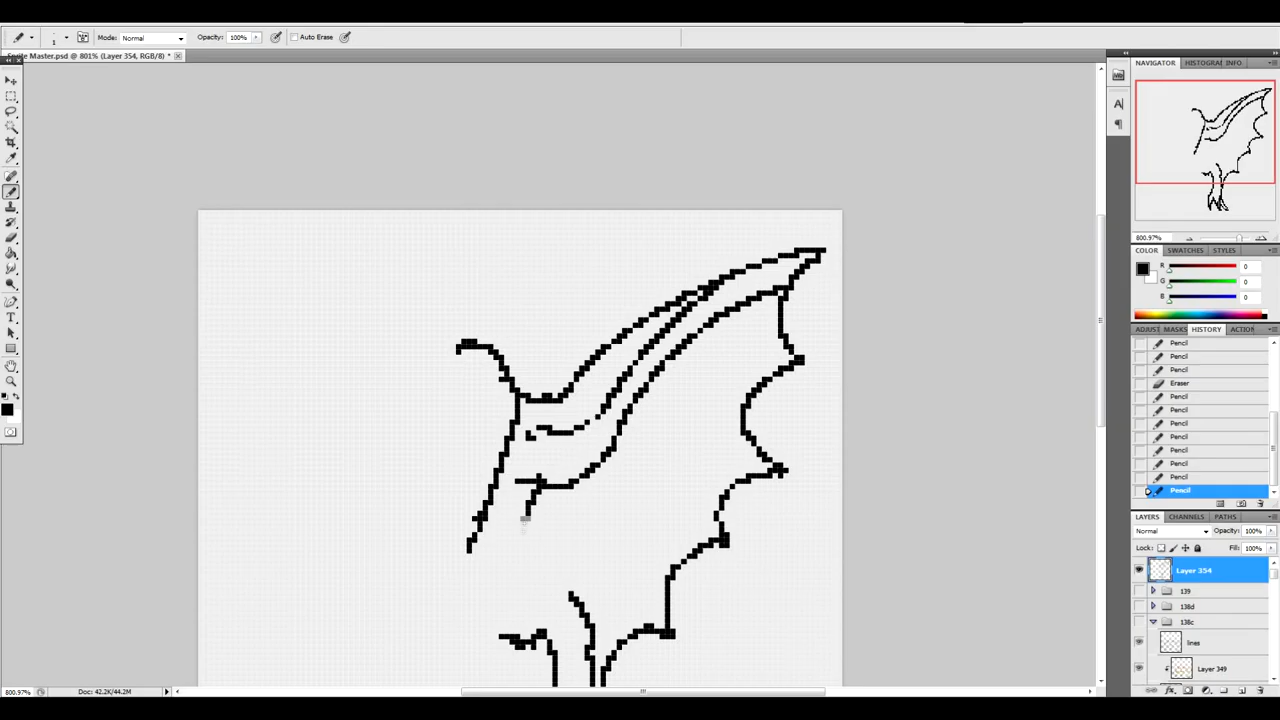 1 Mode: Normal Opacity: 100% Auto Erase
Master.psd @ 801% (Layer 354, RGB/8) *
NAVIGATOR HISTOGRAI INFO
800.97%
COLOR SWATCHES STYLES
R 0
G 0
B 0
ADJUST MASKS HISTORY ACTIO
Pencil
Pencil
Pencil
Eraser
Pencil
Pencil
Pencil
Pencil
Pencil
Pencil
Pencil
Pencil
LAYERS CHANNELS PATHS
Normal Opacity: 100%
Lock: Fill: 100%
Layer 354
139
138d
138c
lines
Layer 349
800.97% Doc: 42.2K/44.2M